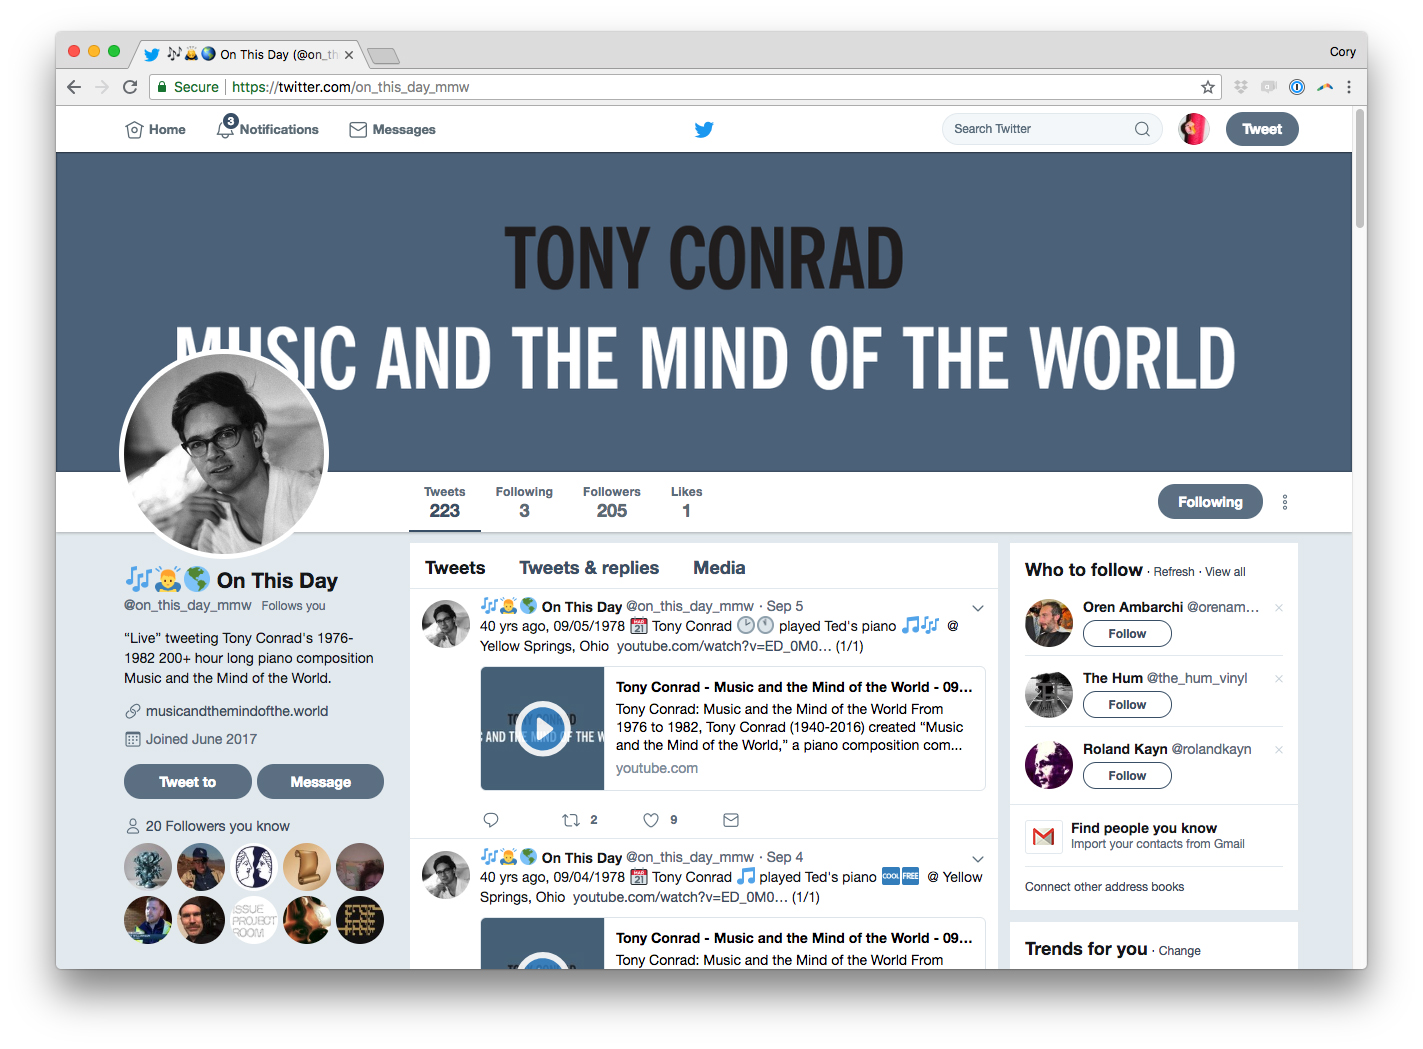 🎶🙇🌎 On This Day (@on_th
Cory
Secure | https://twitter.com/on_this_day_mmw
Home
3
Notifications
Messages
Search Twitter
Tweet
TONY CONRAD
MUSIC AND THE MIND OF THE WORLD
Tweets
223
Following
3
Followers
205
Likes
1
Following
🎶🙇🌎 On This Day
@on_this_day_mmw Follows you
“Live” tweeting Tony Conrad's 1976-
1982 200+ hour long piano composition
Music and the Mind of the World.
musicandthemindofthe.world
Joined June 2017
Tweet to
Message
20 Followers you know
ISSUE
PROJECT
ROOM
Tweets
Tweets & replies
Media
🎶🙇🌎 On This Day @on_this_day_mmw · Sep 5
40 yrs ago, 09/05/1978 📅 Tony Conrad 🕑🕚 played Ted's piano 🎵🎶 @
Yellow Springs, Ohio youtube.com/watch?v=ED_0M0... (1/1)
Tony Conrad - Music and the Mind of the World - 09...
Tony Conrad: Music and the Mind of the World From
1976 to 1982, Tony Conrad (1940-2016) created “Music
and the Mind of the World,” a piano composition com...
youtube.com
2
9
🎶🙇🌎 On This Day @on_this_day_mmw · Sep 4
40 yrs ago, 09/04/1978 📅 Tony Conrad 🎵 played Ted's piano 🆒🆓 @ Yellow
Springs, Ohio youtube.com/watch?v=ED_0M0... (1/1)
Tony Conrad - Music and the Mind of the World - 09...
Tony Conrad: Music and the Mind of the World From
Who to follow · Refresh · View all
Oren Ambarchi @orenam...
Follow
The Hum @the_hum_vinyl
Follow
Roland Kayn @rolandkayn
Follow
Find people you know
Import your contacts from Gmail
Connect other address books
Trends for you · Change